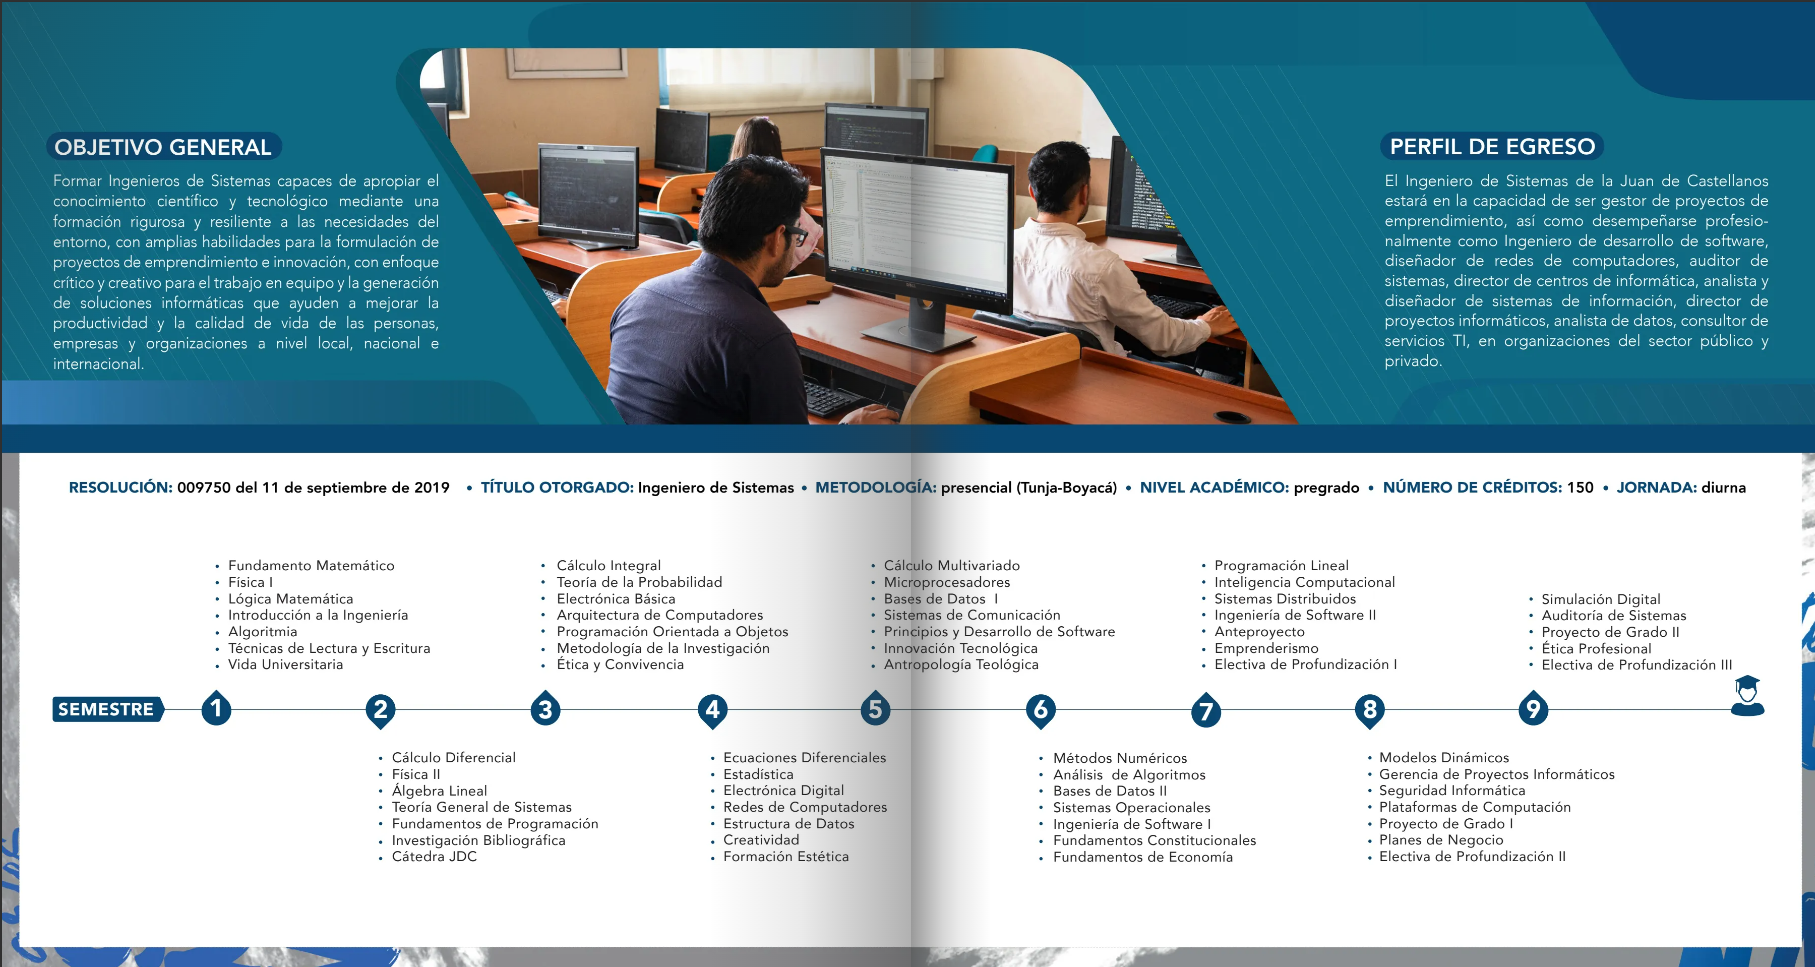 OBJETIVO GENERAL
Formar Ingenieros de Sistemas capaces de apropiar el
conocimiento científico y tecnológico mediante una
formación rigurosa y resiliente a las necesidades del
entorno, con amplias habilidades para la formulación de
proyectos de emprendimiento e innovación, con enfoque
crítico y creativo para el trabajo en equipo y la generación
de soluciones informáticas que ayuden a mejorar la
productividad y la calidad de vida de las personas,
empresas y organizaciones a nivel local, nacional e
internacional.
PERFIL DE EGRESO
El Ingeniero de Sistemas de la Juan de Castellanos
estará en la capacidad de ser gestor de proyectos de
emprendimiento, así como desempeñarse profesio-
nalmente como Ingeniero de desarrollo de software,
diseñador de redes de computadores, auditor de
sistemas, director de centros de informática, analista y
diseñador de sistemas de información, director de
proyectos informáticos, analista de datos, consultor de
servicios TI, en organizaciones del sector público y
privado.
RESOLUCIÓN: 009750 del 11 de septiembre de 2019 • TÍTULO OTORGADO: Ingeniero de Sistemas • METODOLOGÍA: presencial (Tunja-Boyacá) • NIVEL ACADÉMICO: pregrado • NÚMERO DE CRÉDITOS: 150 • JORNADA: diurna
• Fundamento Matemático
• Física I
• Lógica Matemática
• Introducción a la Ingeniería
• Algoritmia
• Técnicas de Lectura y Escritura
• Vida Universitaria
• Cálculo Integral
• Teoría de la Probabilidad
• Electrónica Básica
• Arquitectura de Computadores
• Programación Orientada a Objetos
• Metodología de la Investigación
• Ética y Convivencia
• Cálculo Multivariado
• Microprocesadores
• Bases de Datos I
• Sistemas de Comunicación
• Principios y Desarrollo de Software
• Innovación Tecnológica
• Antropología Teológica
• Programación Lineal
• Inteligencia Computacional
• Sistemas Distribuidos
• Ingeniería de Software II
• Anteproyecto
• Emprenderismo
• Electiva de Profundización I
• Simulación Digital
• Auditoría de Sistemas
• Proyecto de Grado II
• Ética Profesional
• Electiva de Profundización III
SEMESTRE 1 2 3 4 5 6 7 8 9
• Cálculo Diferencial
• Física II
• Álgebra Lineal
• Teoría General de Sistemas
• Fundamentos de Programación
• Investigación Bibliográfica
• Cátedra JDC
• Ecuaciones Diferenciales
• Estadística
• Electrónica Digital
• Redes de Computadores
• Estructura de Datos
• Creatividad
• Formación Estética
• Métodos Numéricos
• Análisis de Algoritmos
• Bases de Datos II
• Sistemas Operacionales
• Ingeniería de Software I
• Fundamentos Constitucionales
• Fundamentos de Economía
• Modelos Dinámicos
• Gerencia de Proyectos Informáticos
• Seguridad Informática
• Plataformas de Computación
• Proyecto de Grado I
• Planes de Negocio
• Electiva de Profundización II